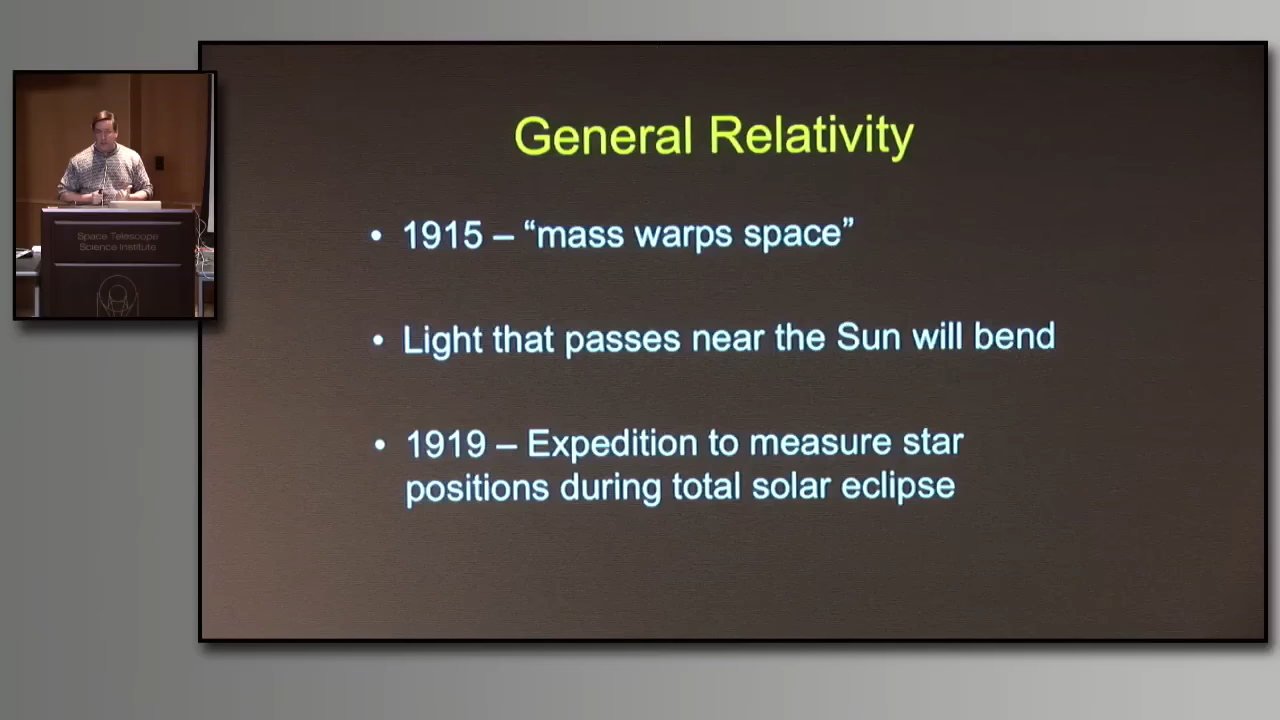 Space Telescope
Science Institute
General Relativity
• 1915 – “mass warps space”
• Light that passes near the Sun will bend
• 1919 – Expedition to measure star
positions during total solar eclipse